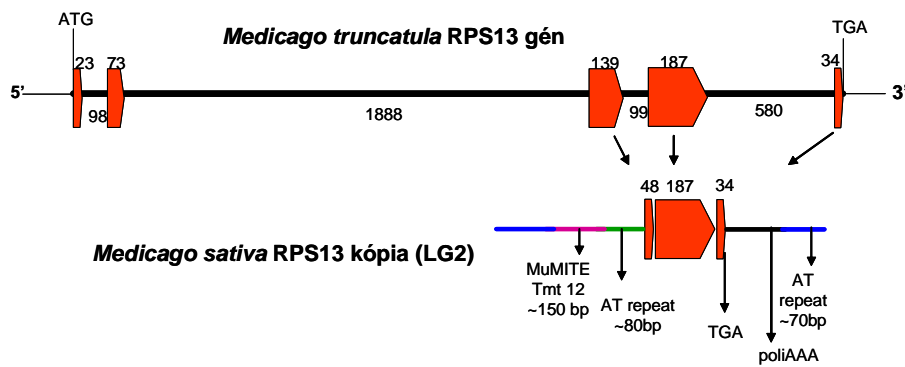 ATG
TGA
Medicago truncatula RPS13 gén
23
73
139
187
34
5'
3'
98
1888
99
580
48
187
34
Medicago sativa RPS13 kópia (LG2)
MuMITE
Tmt 12
~150 bp
AT repeat
~80bp
TGA
poliAAA
AT
repeat
~70bp